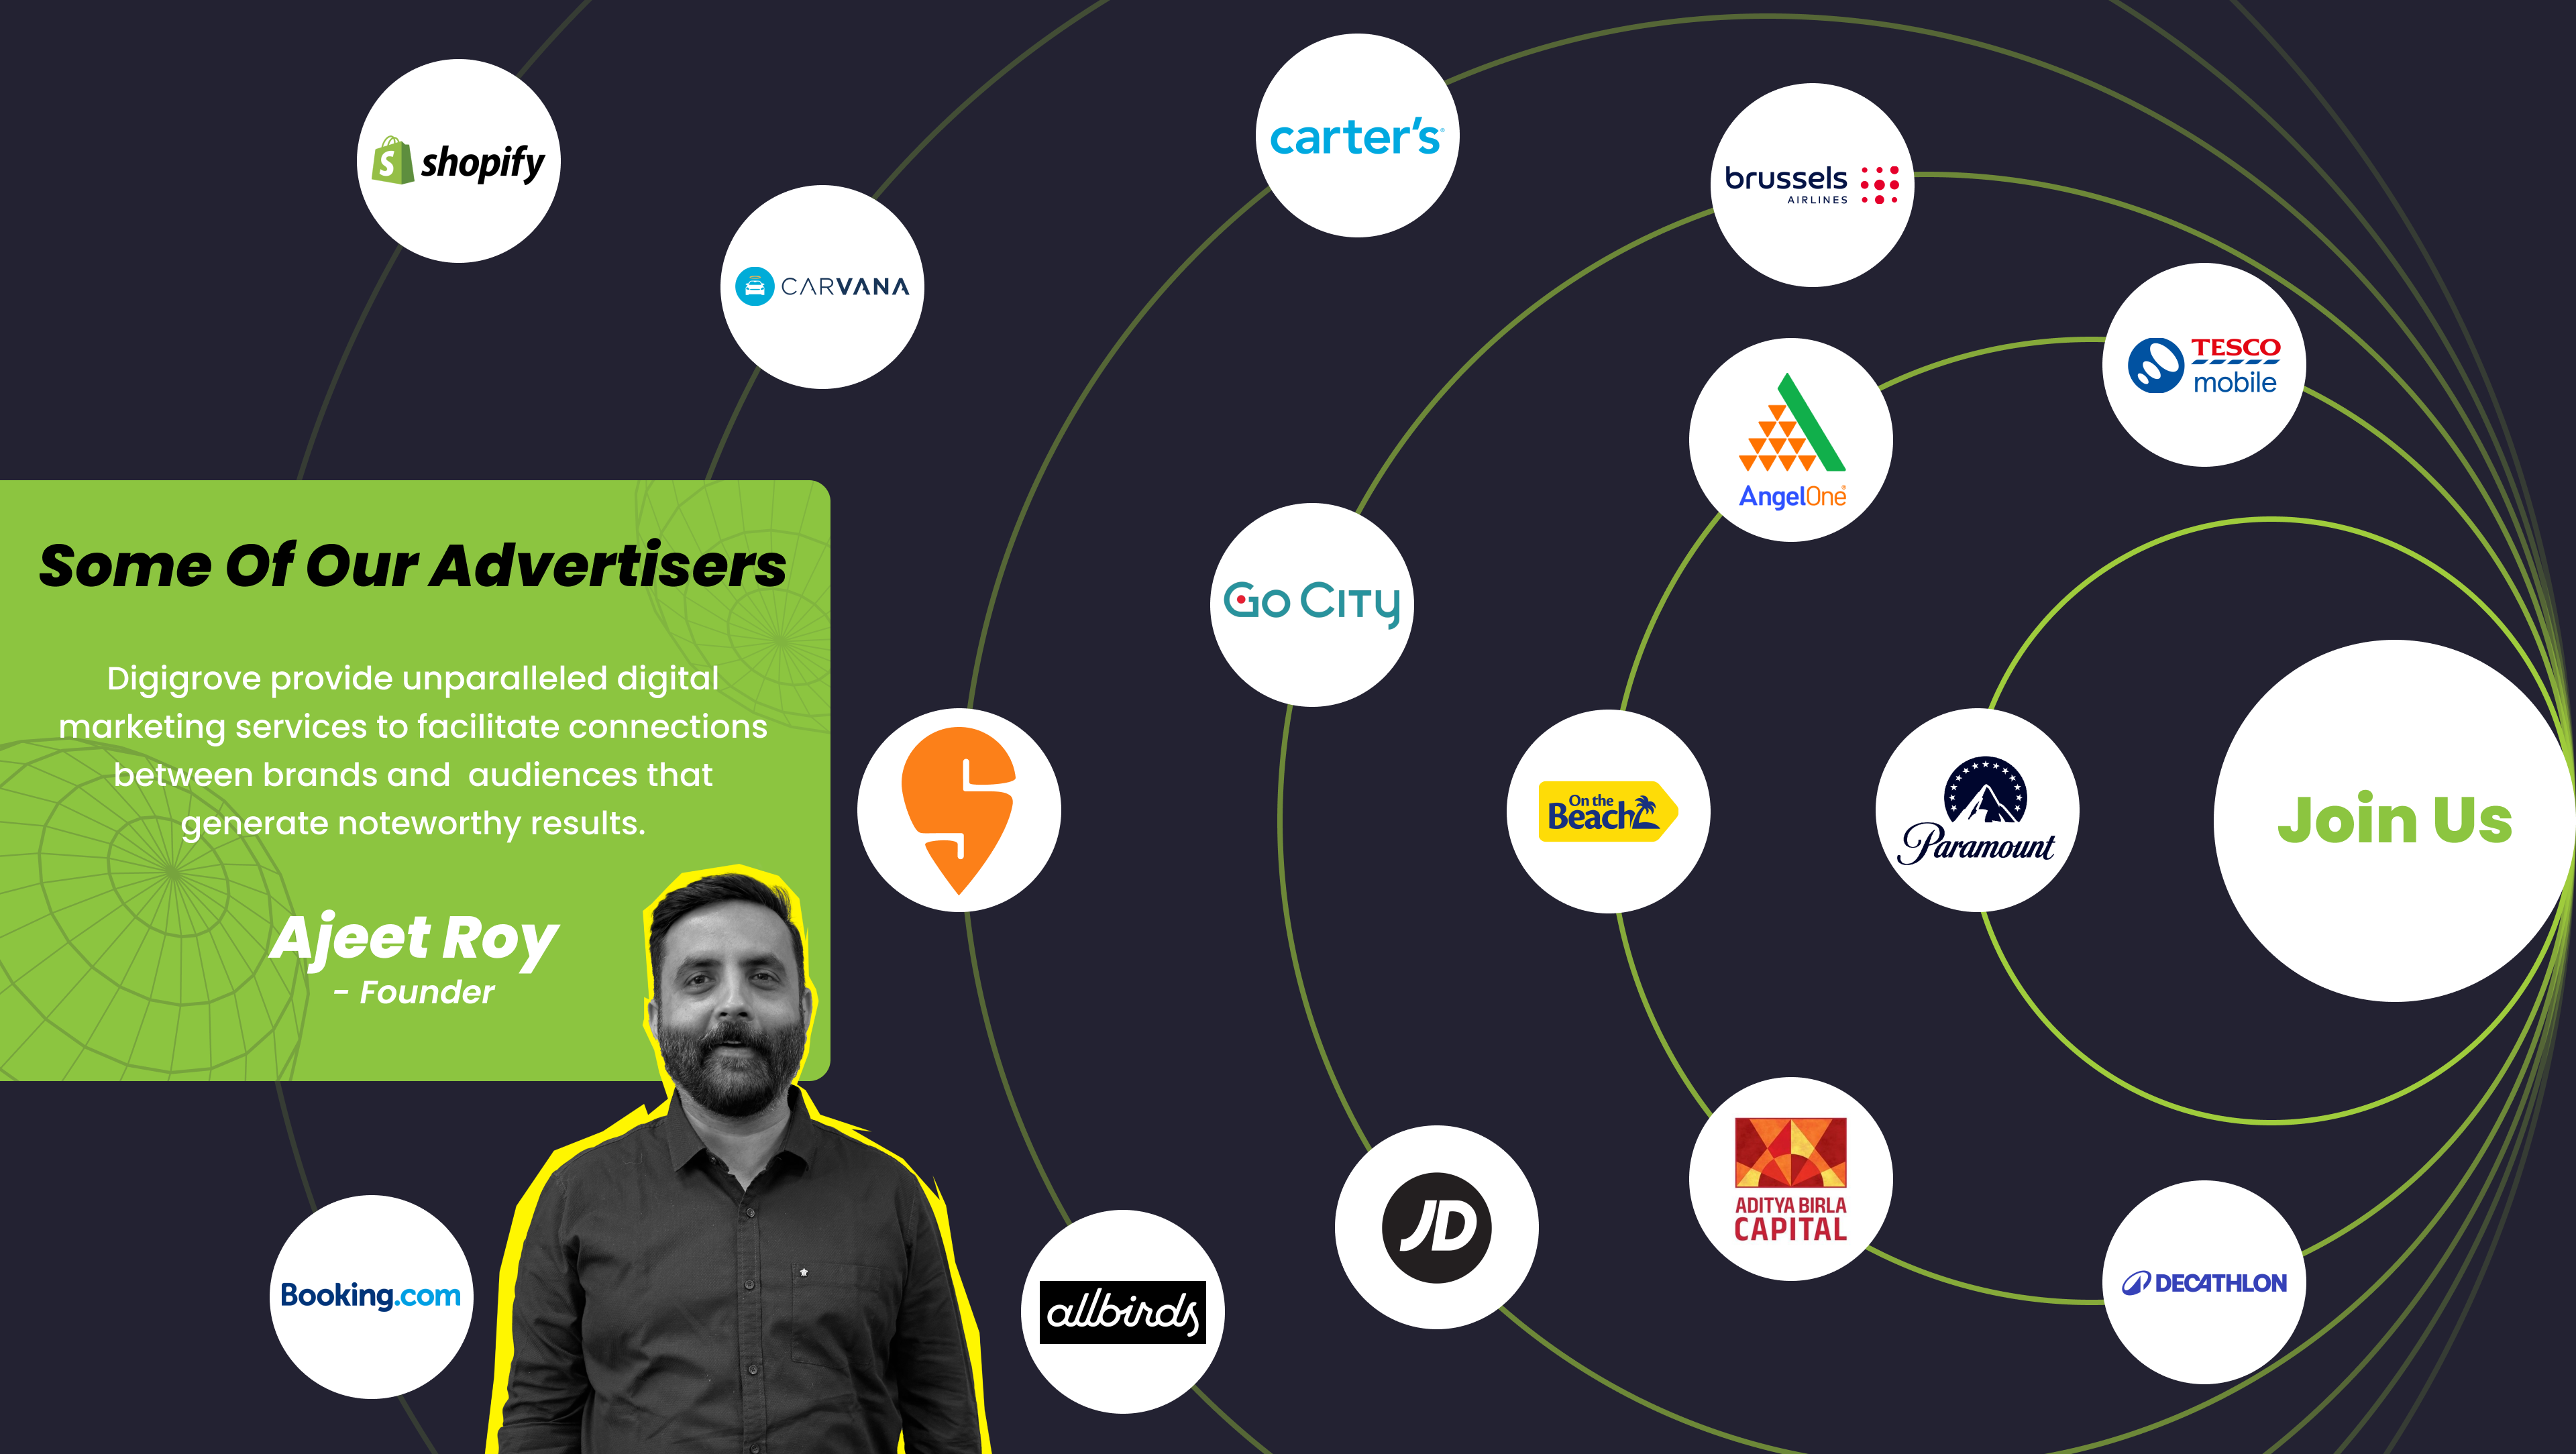 shopify
CARVANA
carter's
brussels
AIRLINES
TESCO
mobile
AngelOne
Some Of Our Advertisers
Digigrove provide unparalleled digital
marketing services to facilitate connections
between brands and audiences that
generate noteworthy results.
Ajeet Roy
- Founder
GO CITY
On the
Beach
Paramount
Join Us
Booking.com
allbirds
JD
ADITYA BIRLA
CAPITAL
DECATHLON